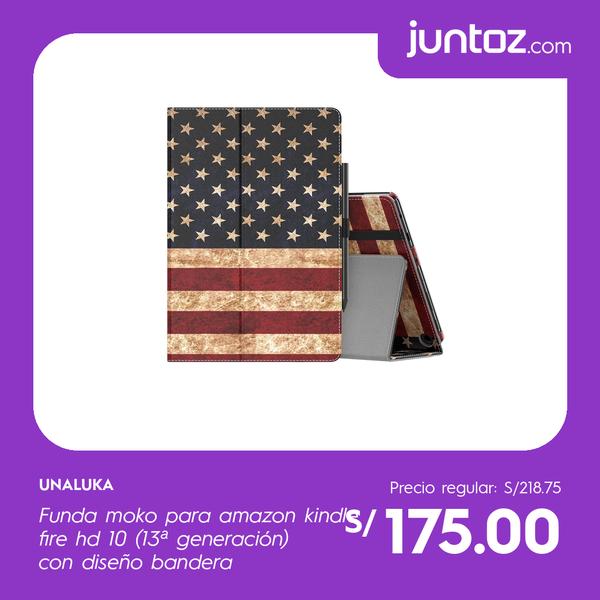 juntoz.com
UNALUKA
Funda moko para amazon kindle
fire hd 10 (13ª generación)
con diseño bandera
Precio regular: S/218.75
S/ 175.00